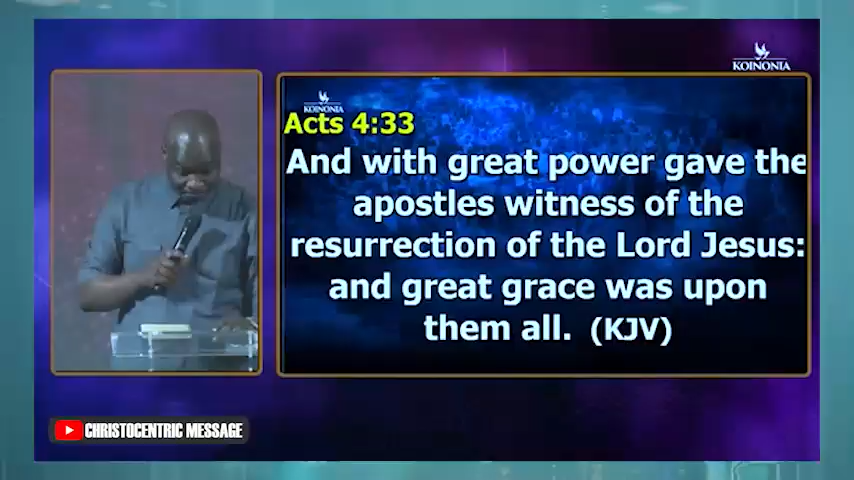 KOINONIA
KOINONIA
Acts 4:33
And with great power gave the
apostles witness of the
resurrection of the Lord Jesus:
and great grace was upon
them all. (KJV)
CHRISTOCENTRIC MESSAGE